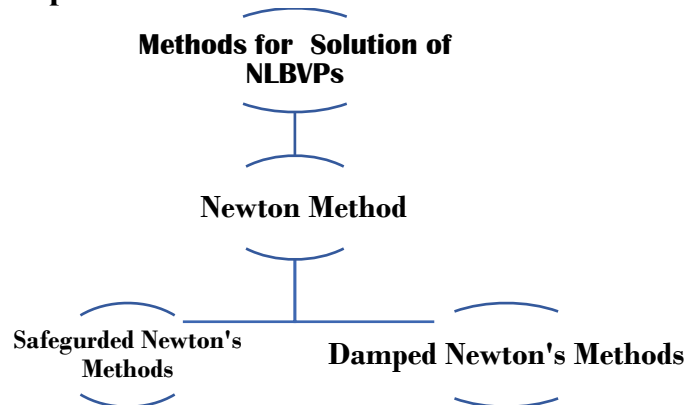 Methods for Solution of
NLBVPs
Newton Method
Safegurded Newton's
Methods
Damped Newton's Methods